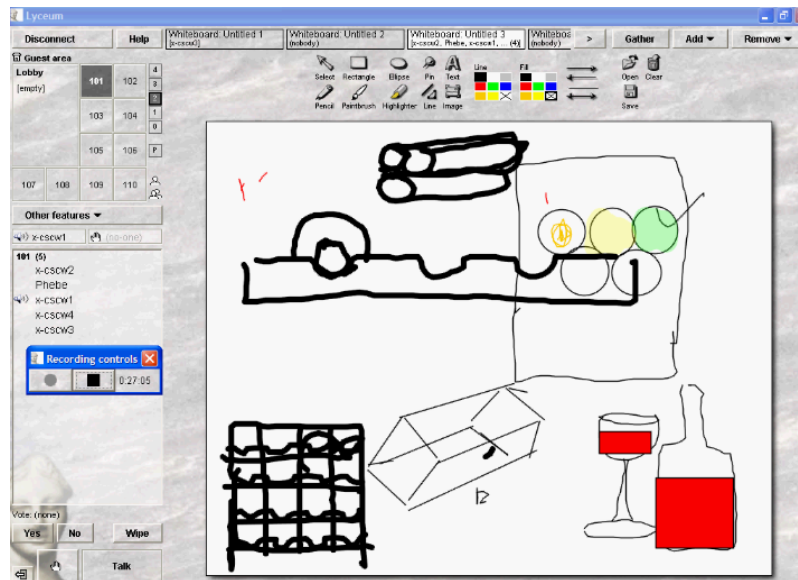 Lyceum
Disconnect
Help
Whiteboard: Untitled 1
[x-cscw3]
Whiteboard: Untitled 2
(nobody)
Whiteboard: Untitled 3
[x-cscw2, Phebe, x-cscw1, ... (4)]
Whiteboa
(nobody)
>
Gather
Add
Remove
Guest area
Lobby
[empty]
101
102
4
3
2
1
0
103
104
105
106
P
107
108
109
110
Select
Rectangle
Ellipse
Pin
Text
Line
Fill
Open
Clear
Pencil
Paintbrush
Highlighter
Line
Image
Save
Other features
x-cscw1
(no-one)
101 (5)
x-cscw2
Phebe
x-cscw1
x-cscw4
x-cscw3
Recording controls
0:27:05
12
Vote: (none)
Yes
No
Wipe
Talk